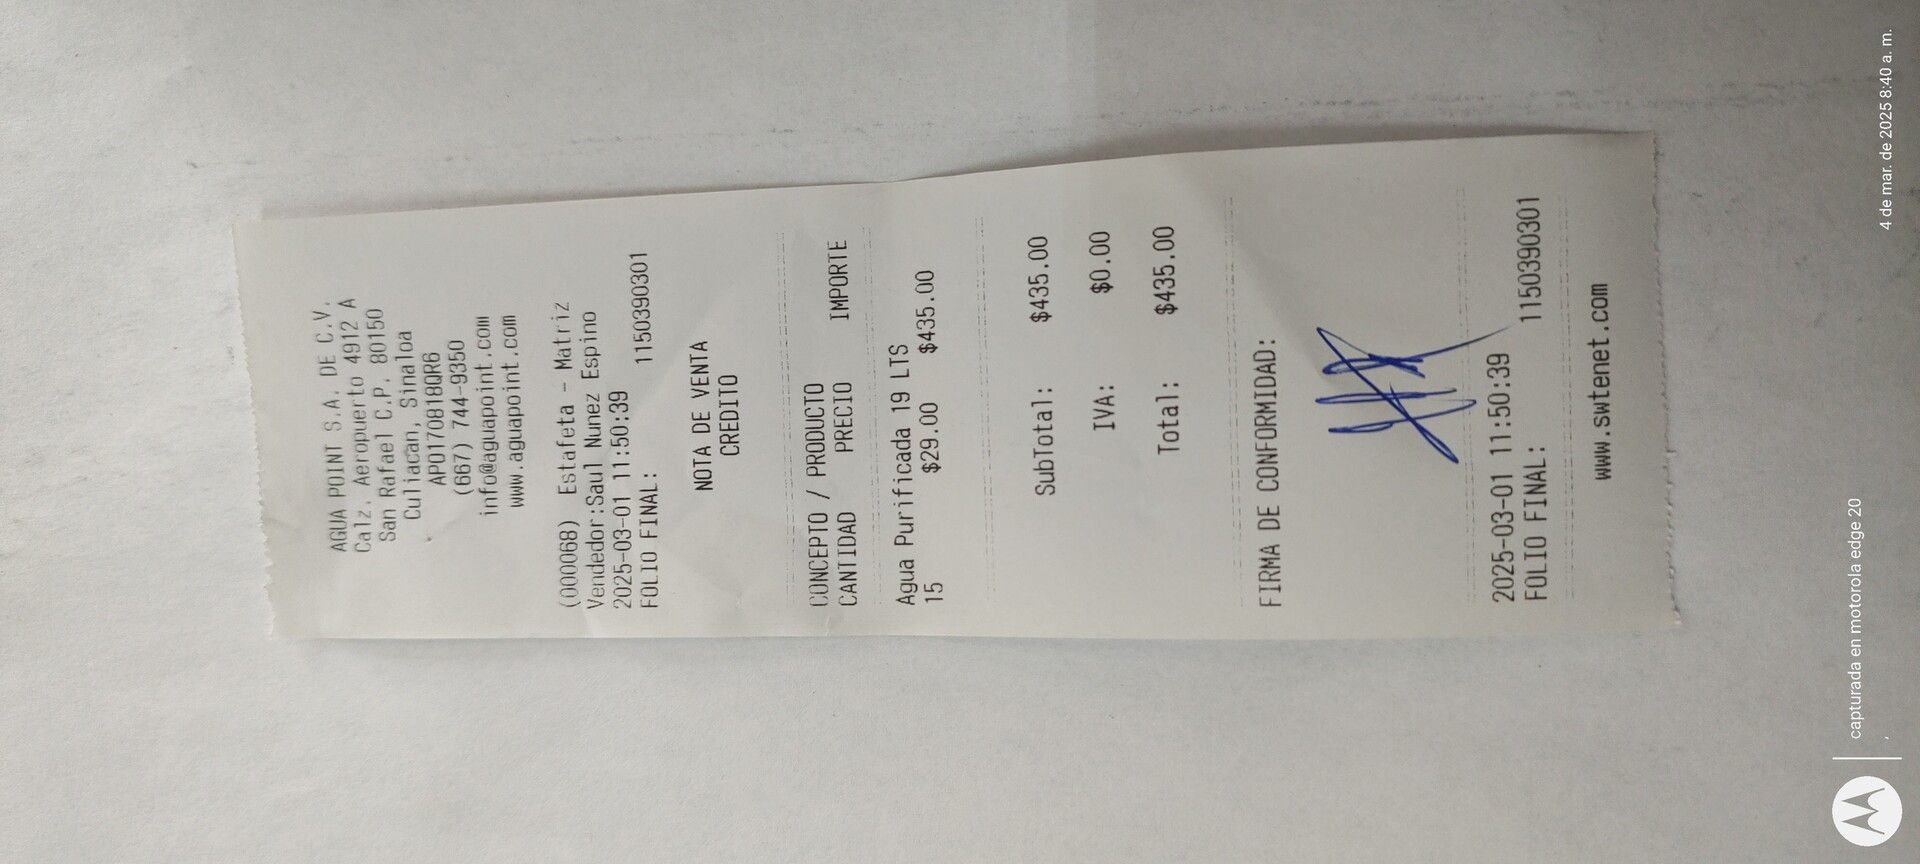 AGUA POINT S.A. DE C.V.
Calz. Aeropuerto 4912 A
San Rafael C.P. 80150
Culiacan, Sinaloa
APO170818QR6
(667) 744-9350
info@aguapoint.com
www.aguapoint.com
(000068) Estafeta - Matriz
Vendedor:Saul Nunez Espino
2025-03-01 11:50:39
FOLIO FINAL: 1150390301
NOTA DE VENTA
CREDITO
CONCEPTO / PRODUCTO
CANTIDAD PRECIO IMPORTE
Agua Purificada 19 LTS
15 $29.00 $435.00
SubTotal: $435.00
IVA: $0.00
Total: $435.00
FIRMA DE CONFORMIDAD:
2025-03-01 11:50:39
FOLIO FINAL: 1150390301
www.swtenet.com
capturada en motorola edge 20
4 de mar. de 2025 8:40 a. m.